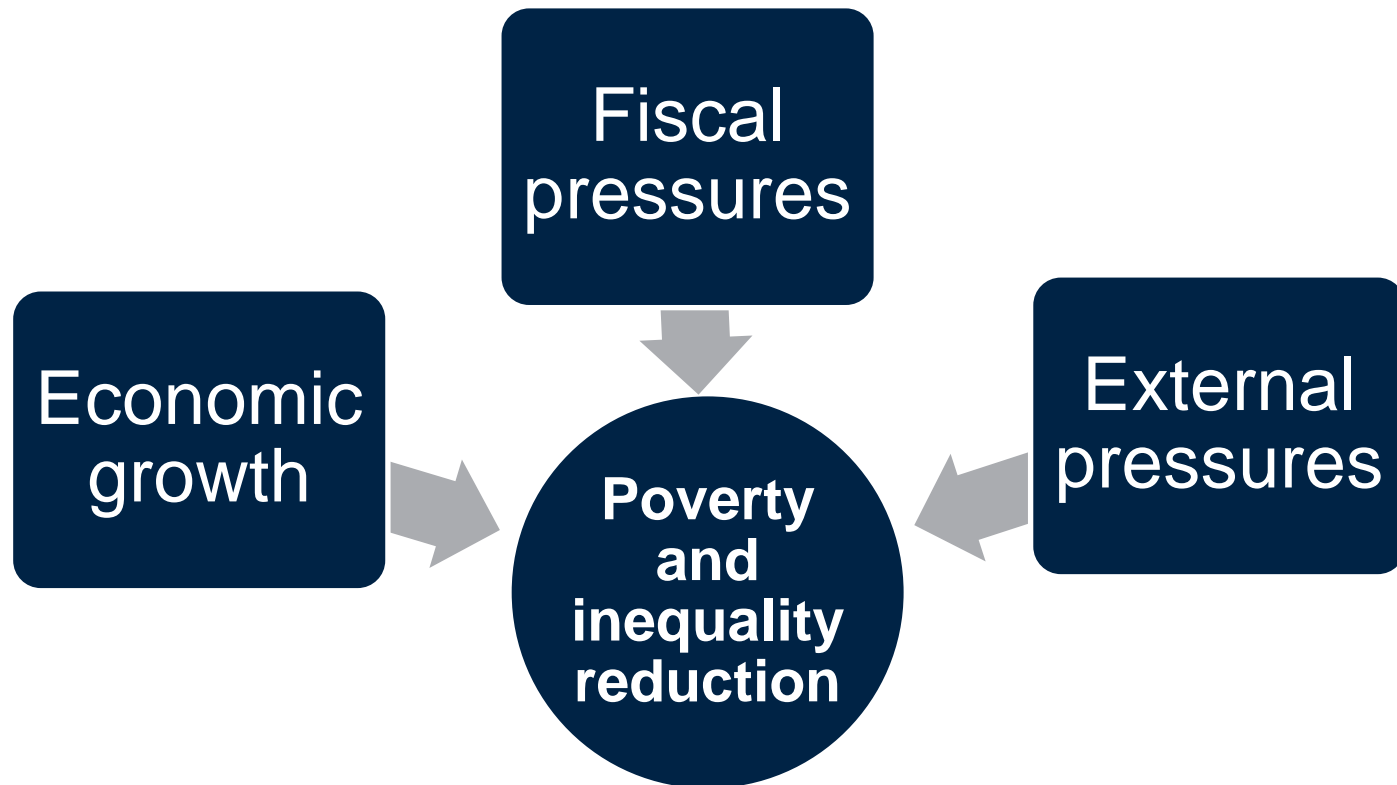 Fiscal
pressures
Economic
growth
External
pressures
Poverty
and
inequality
reduction